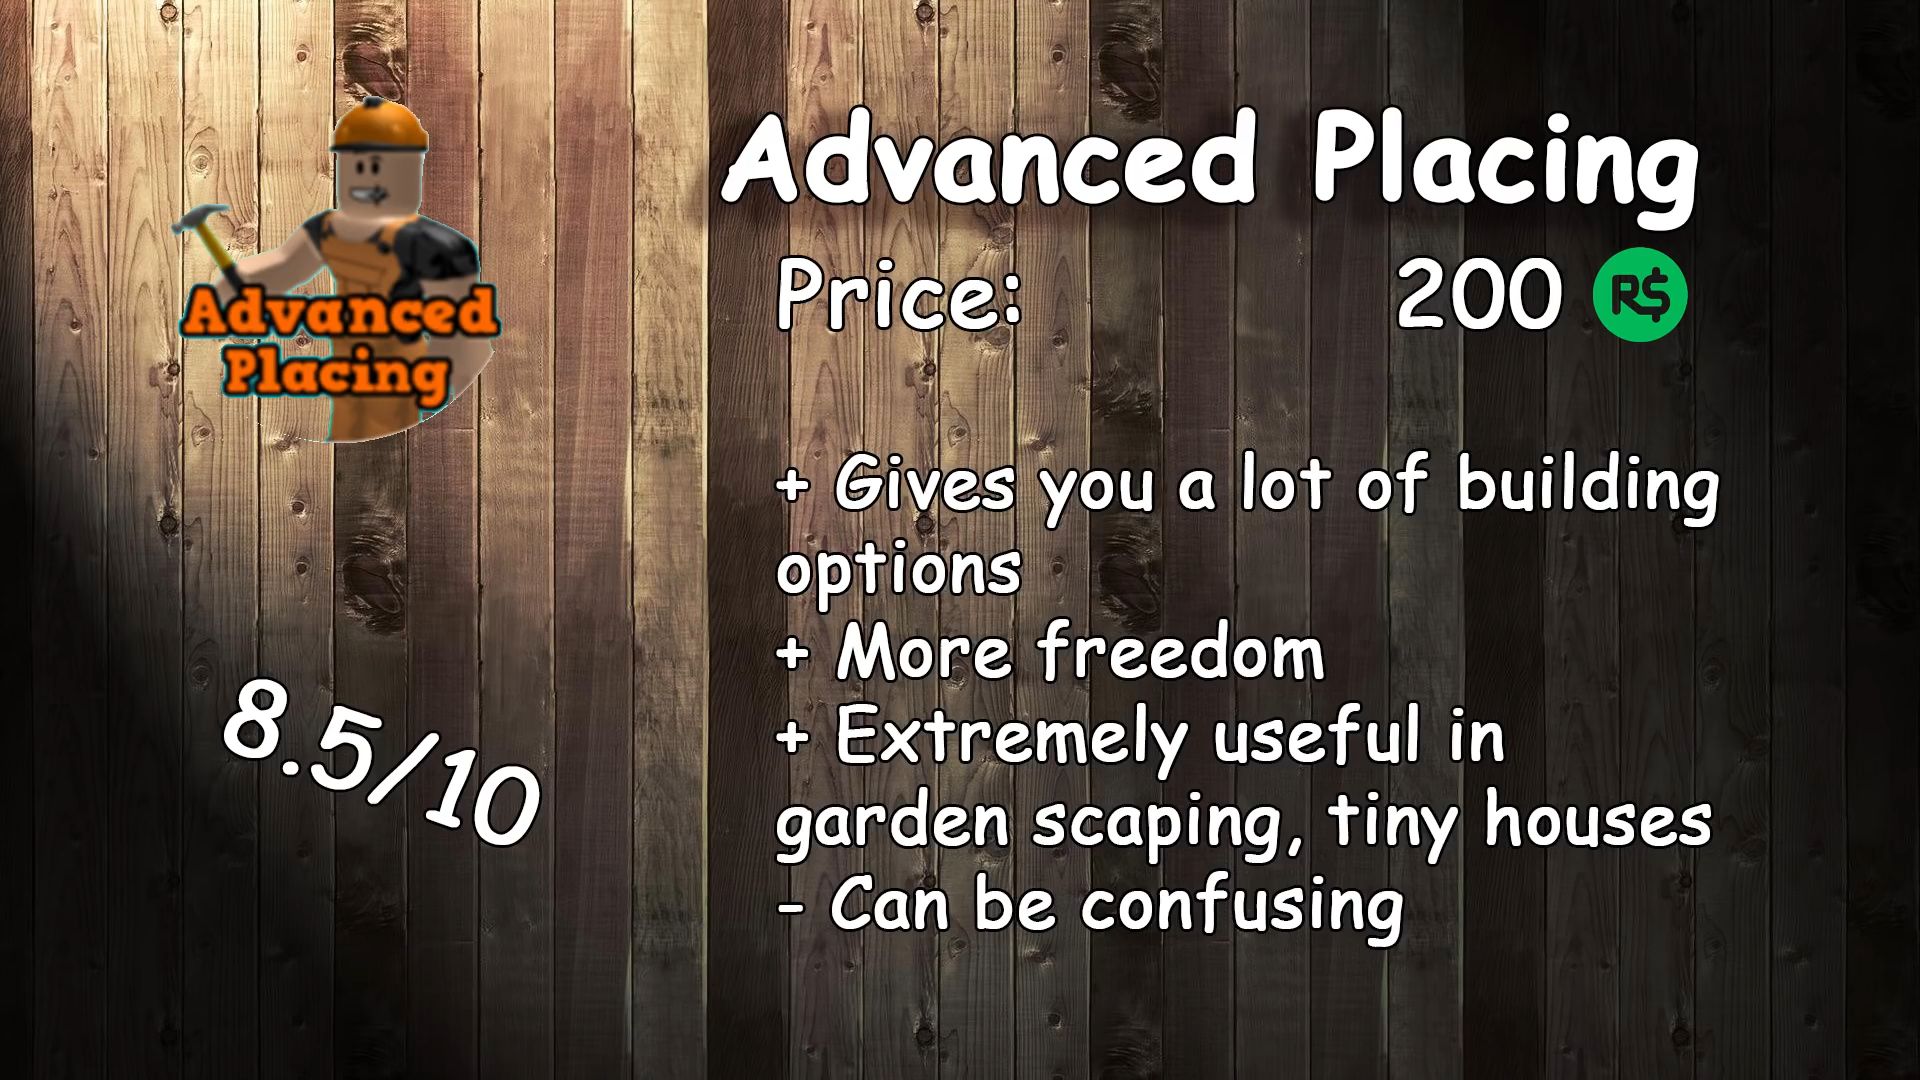 Advanced
Placing
Advanced Placing
Price: 200 R$
+ Gives you a lot of building
options
+ More freedom
+ Extremely useful in
garden scaping, tiny houses
- Can be confusing
8.5/10